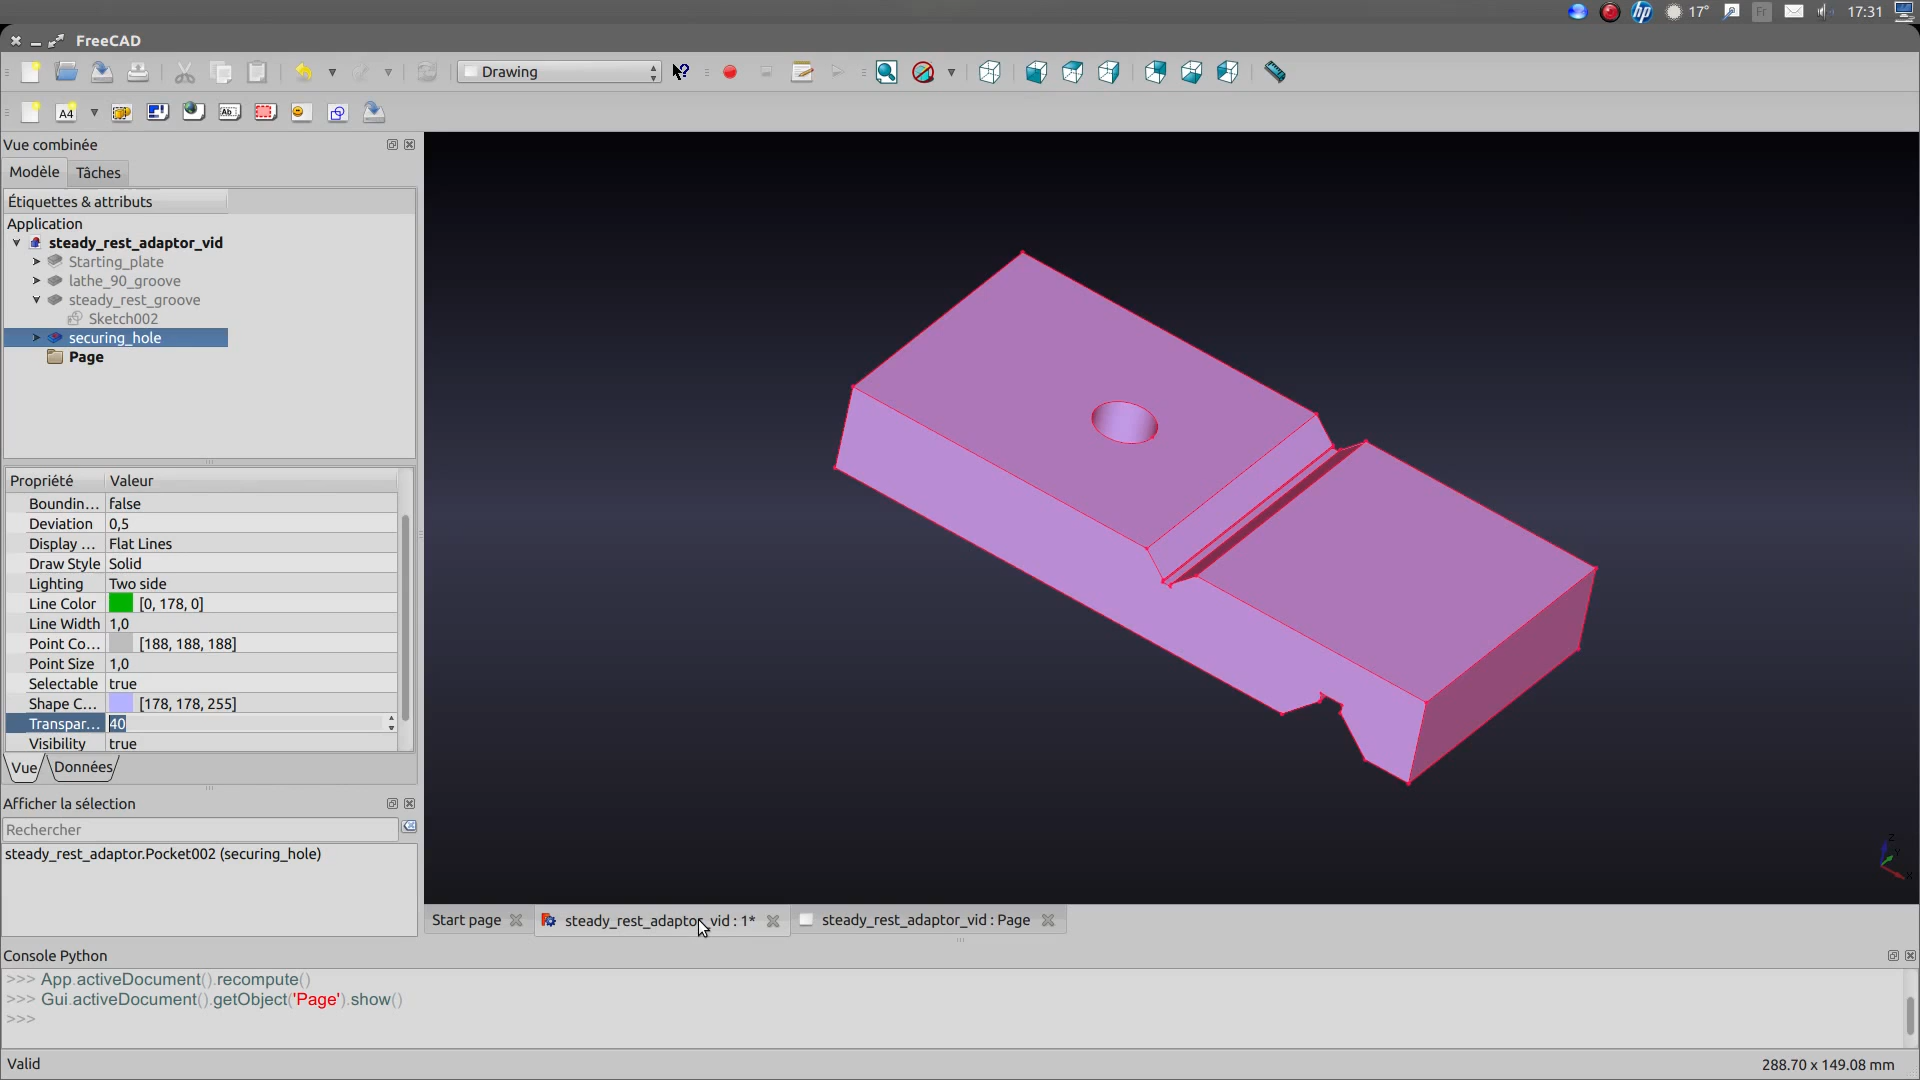 Fr
17°
17:31
FreeCAD
Drawing
A4
Ab
Vue combinée
Modèle
Tâches
Étiquettes & attributs
Application
steady_rest_adaptor_vid
Starting_plate
lathe_90_groove
steady_rest_groove
Sketch002
securing_hole
Page
Propriété Valeur
Boundin... false
Deviation 0,5
Display ... Flat Lines
Draw Style Solid
Lighting Two side
Line Color [0, 178, 0]
Line Width 1,0
Point Co... [188, 188, 188]
Point Size 1,0
Selectable true
Shape C... [178, 178, 255]
Transpar... 40
Visibility true
Vue Données
Afficher la sélection
Rechercher
steady_rest_adaptor.Pocket002 (securing_hole)
Start page
steady_rest_adaptor_vid : 1*
steady_rest_adaptor_vid : Page
Console Python
>>> App.activeDocument().recompute()
>>> Gui.activeDocument().getObject('Page').show()
>>>
Valid
288.70 x 149.08 mm